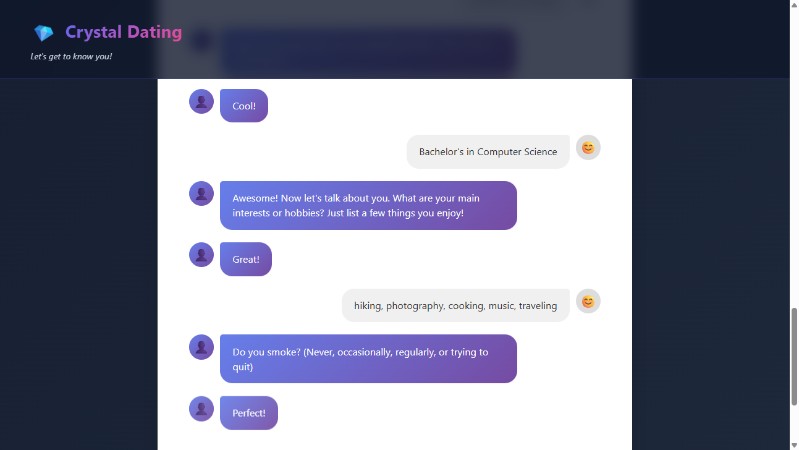 Crystal Dating
Let's get to know you!
Cool!
Bachelor's in Computer Science
Awesome! Now let's talk about you. What are your main
interests or hobbies? Just list a few things you enjoy!
Great!
hiking, photography, cooking, music, traveling
Do you smoke? (Never, occasionally, regularly, or trying to
quit)
Perfect!